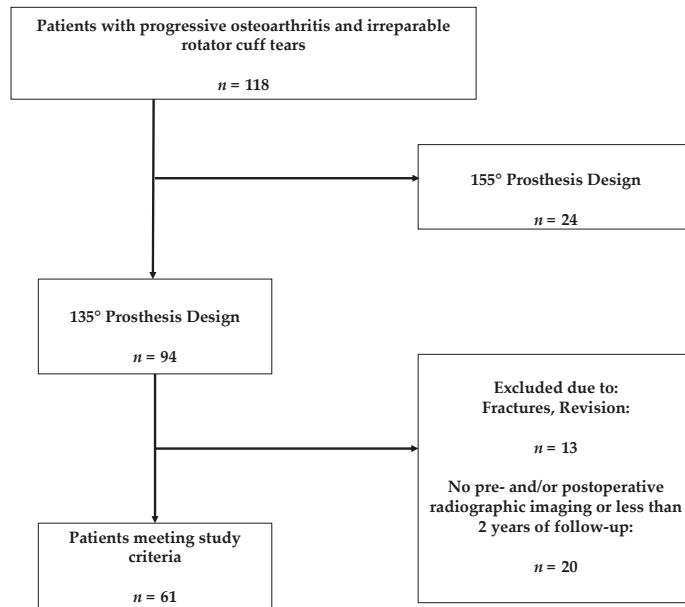 Patients with progressive osteoarthritis and irreparable
rotator cuff tears
n = 118
155° Prosthesis Design
n = 24
135° Prosthesis Design
n = 94
Excluded due to:
Fractures, Revision:
n = 13
No pre- and/or postoperative
radiographic imaging or less than
2 years of follow-up:
n = 20
Patients meeting study
criteria
n = 61